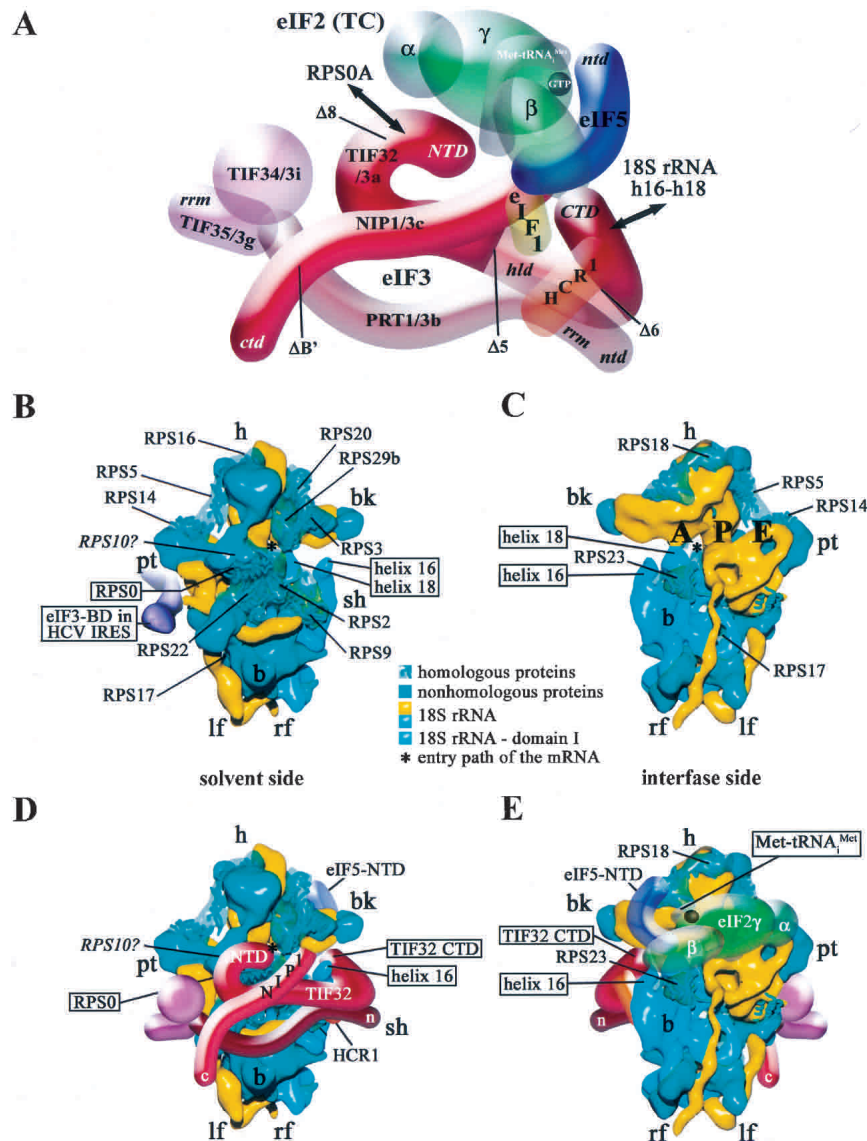 A
eIF2 (TC)
α
γ
Met-tRNAiMet
GTP
ntd
β
eIF5
RPS0A
Δ8
TIF32
/3a
NTD
18S rRNA
h16-h18
TIF34/3i
rrm
TIF35/3g
NIP1/3c
eIF1
CTD
eIF3
hld
HCR1
PRT1/3b
rrm
ntd
ctd
ΔB'
Δ5
Δ6
B
h
RPS16
RPS20
RPS29b
RPS5
RPS14
bk
RPS10?
RPS3
*
pt
helix 16
helix 18
RPS0
sh
eIF3-BD in
HCV IRES
RPS2
RPS22
RPS9
RPS17
b
lf
rf
solvent side
C
h
RPS18
RPS5
RPS14
bk
A P E
helix 18
*
pt
RPS23
helix 16
b
RPS17
rf
lf
interfase side
homologous proteins
nonhomologous proteins
18S rRNA
18S rRNA - domain I
* entry path of the mRNA
D
h
eIF5-NTD
bk
RPS10?
*
pt
NTD
TIF32 CTD
helix 16
NIP1
TIF32
RPS0
n
sh
HCR1
b
c
lf
rf
E
h
Met-tRNAiMet
RPS18
eIF5-NTD
bk
eIF2γ
α
TIF32 CTD
β
pt
RPS23
helix 16
n
b
c
rf
lf